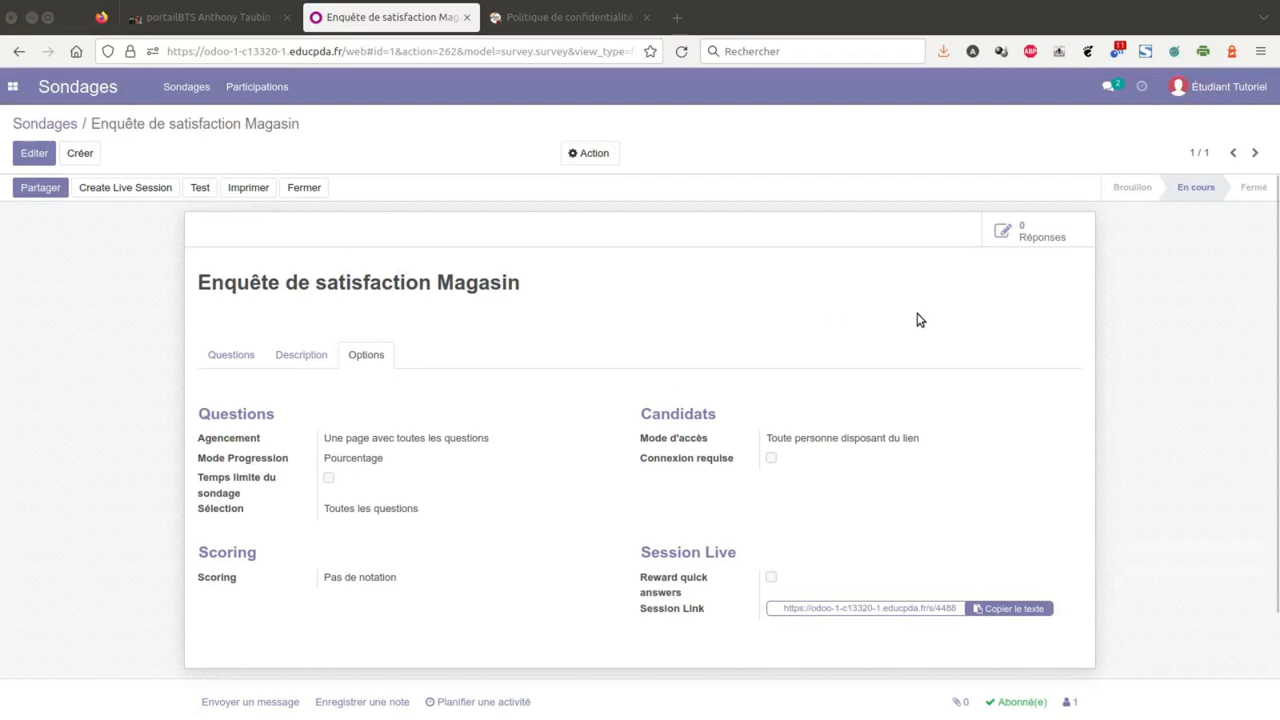 portailBTS Anthony Taubin
Enquête de satisfaction Mag
Politique de confidentialité
https://odoo-1-c13320-1.educpda.fr/web#id=1&action=262&model=survey.survey&view_type=f
Rechercher
11
Sondages
Sondages
Participations
2
Étudiant Tutoriel
Sondages / Enquête de satisfaction Magasin
Editer
Créer
Action
1 / 1
Partager
Create Live Session
Test
Imprimer
Fermer
Brouillon
En cours
Fermé
0
Réponses
Enquête de satisfaction Magasin
Questions
Description
Options
Questions
Agencement Une page avec toutes les questions
Mode Progression Pourcentage
Temps limite du
sondage
Sélection Toutes les questions
Candidats
Mode d'accès Toute personne disposant du lien
Connexion requise
Scoring
Scoring Pas de notation
Session Live
Reward quick
answers
Session Link https://odoo-1-c13320-1.educpda.fr/s/4488 Copier le texte
Envoyer un message
Enregistrer une note
Planifier une activité
0
Abonné(e)
1